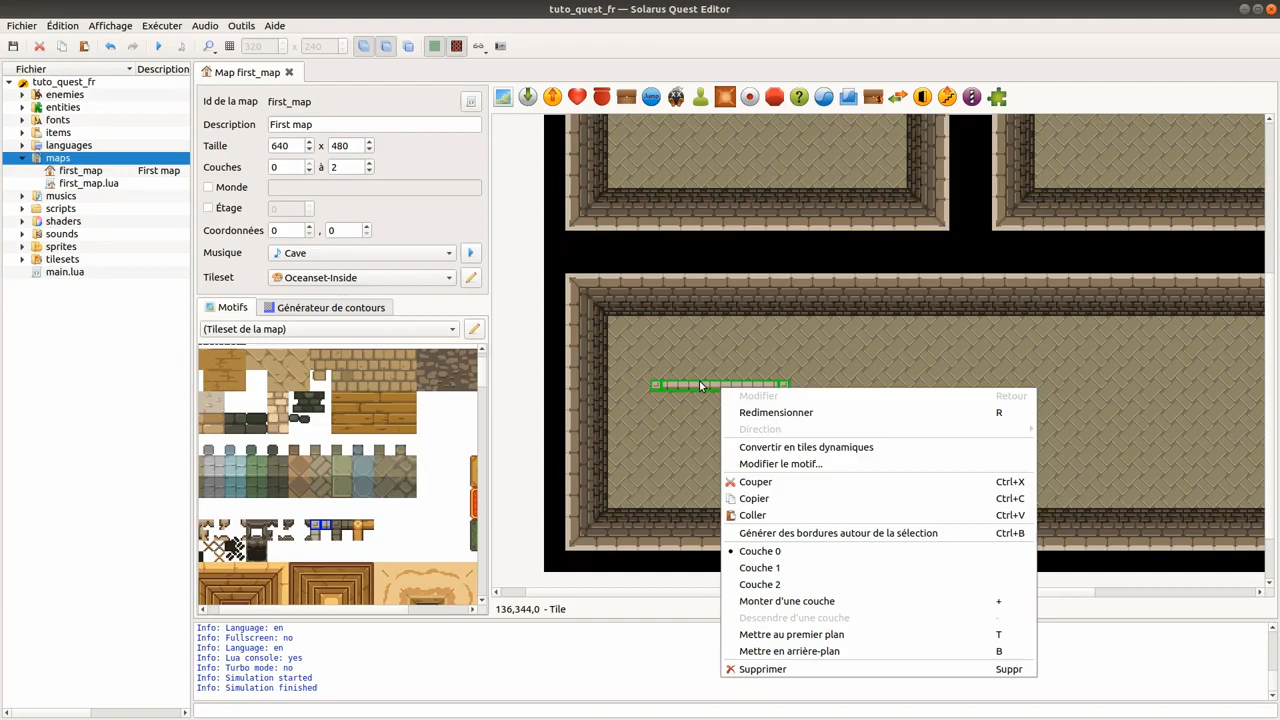 tuto_quest_fr — Solarus Quest Editor
Fichier Édition Affichage Exécuter Audio Outils Aide
320 x 240
Fichier Description
tuto_quest_fr
enemies
entities
fonts
items
languages
maps
first_map First map
first_map.lua
musics
scripts
shaders
sounds
sprites
tilesets
main.lua
Map first_map
Id de la map first_map
Description First map
Taille 640 x 480
Couches 0 à 2
Monde
Étage 0
Coordonnées 0 , 0
Musique Cave
Tileset Oceanset-Inside
Motifs Générateur de contours
(Tileset de la map)
Jump
Modifier Retour
Redimensionner R
Direction
Convertir en tiles dynamiques
Modifier le motif...
Couper Ctrl+X
Copier Ctrl+C
Coller Ctrl+V
Générer des bordures autour de la sélection Ctrl+B
Couche 0
Couche 1
Couche 2
Monter d'une couche +
Descendre d'une couche -
Mettre au premier plan T
Mettre en arrière-plan B
Supprimer Suppr
136,344,0 - Tile
Info: Language: en
Info: Fullscreen: no
Info: Language: en
Info: Lua console: yes
Info: Turbo mode: no
Info: Simulation started
Info: Simulation finished